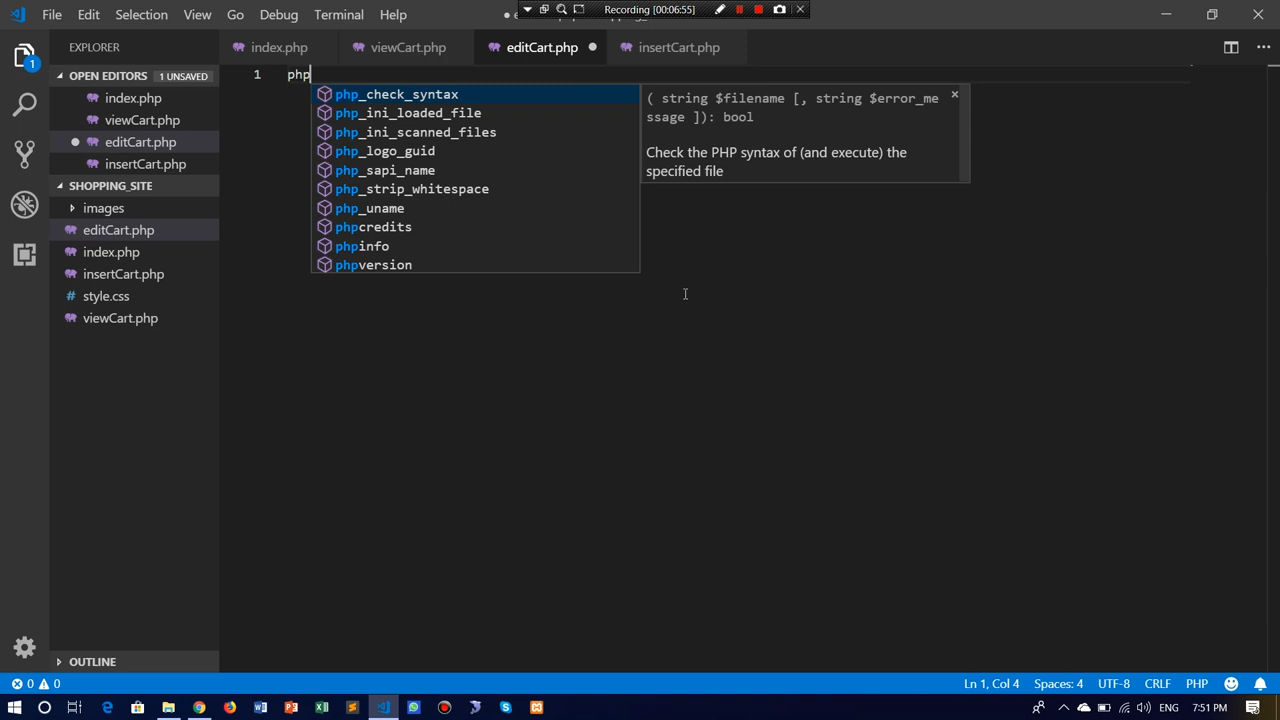 File Edit Selection View Go Debug Terminal Help
Recording [00:06:55]
EXPLORER
index.php viewCart.php editCart.php insertCart.php
OPEN EDITORS 1 UNSAVED
index.php
viewCart.php
editCart.php
insertCart.php
SHOPPING_SITE
images
editCart.php
index.php
insertCart.php
# style.css
viewCart.php
OUTLINE
1
1 php
php_check_syntax
php_ini_loaded_file
php_ini_scanned_files
php_logo_guid
php_sapi_name
php_strip_whitespace
php_uname
phpcredits
phpinfo
phpversion
( string $filename [, string $error_me
ssage ]): bool
Check the PHP syntax of (and execute) the
specified file
0 0 Ln 1, Col 4 Spaces: 4 UTF-8 CRLF PHP
ENG 7:51 PM